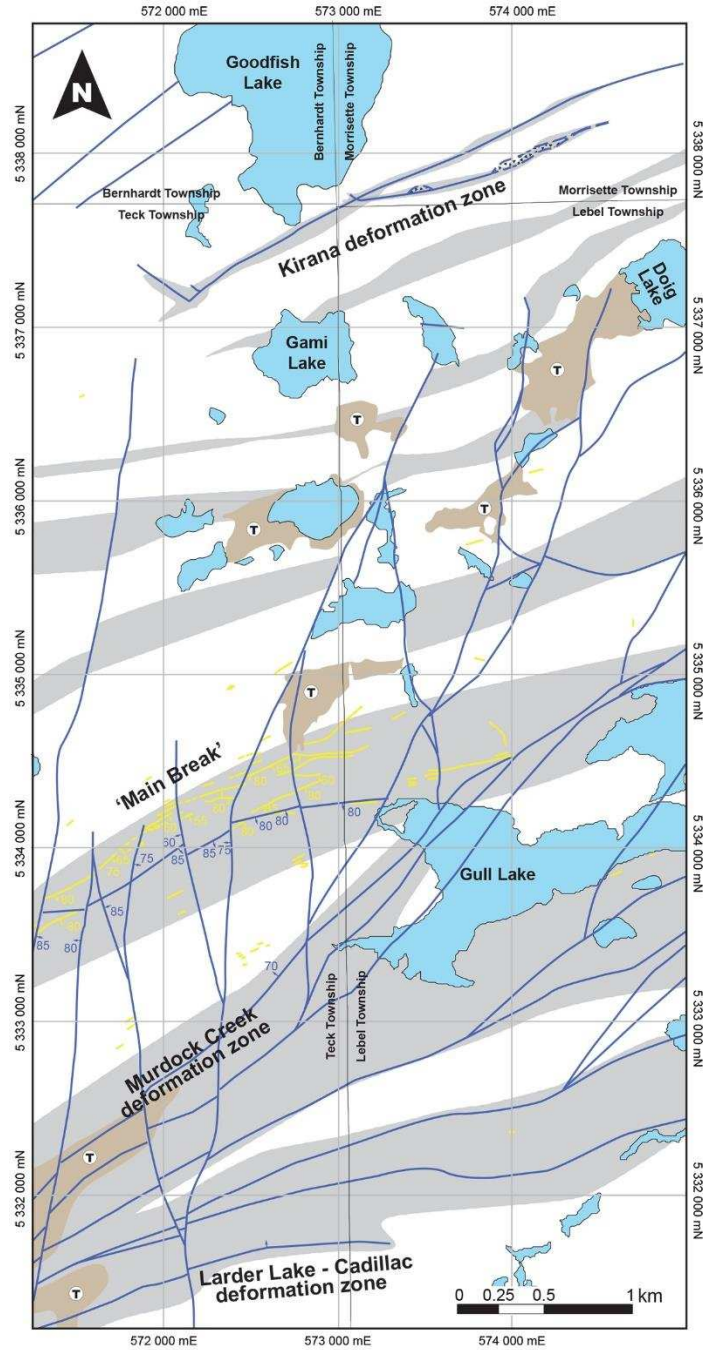 572 000 mE
573 000 mE
574 000 mE
Goodfish
Lake
Bernhardt Township
Morrisette Township
N
5 338 000 mN
5 338 000 mN
Bernhardt Township
Teck Township
Morrisette Township
Lebel Township
Kirana deformation zone
Doig
Lake
5 337 000 mN
5 337 000 mN
Gami
Lake
T
T
5 336 000 mN
5 336 000 mN
T
T
5 335 000 mN
5 335 000 mN
T
'Main Break'
80
80
80
80
80
80
60
75
85
85
75
75
85
5 334 000 mN
5 334 000 mN
Gull Lake
80
80
85
80
70
Teck Township
Lebel Township
5 333 000 mN
5 333 000 mN
Murdock Creek
deformation zone
T
5 332 000 mN
5 332 000 mN
Larder Lake - Cadillac
deformation zone
T
0 0.25 0.5 1 km
572 000 mE
573 000 mE
574 000 mE